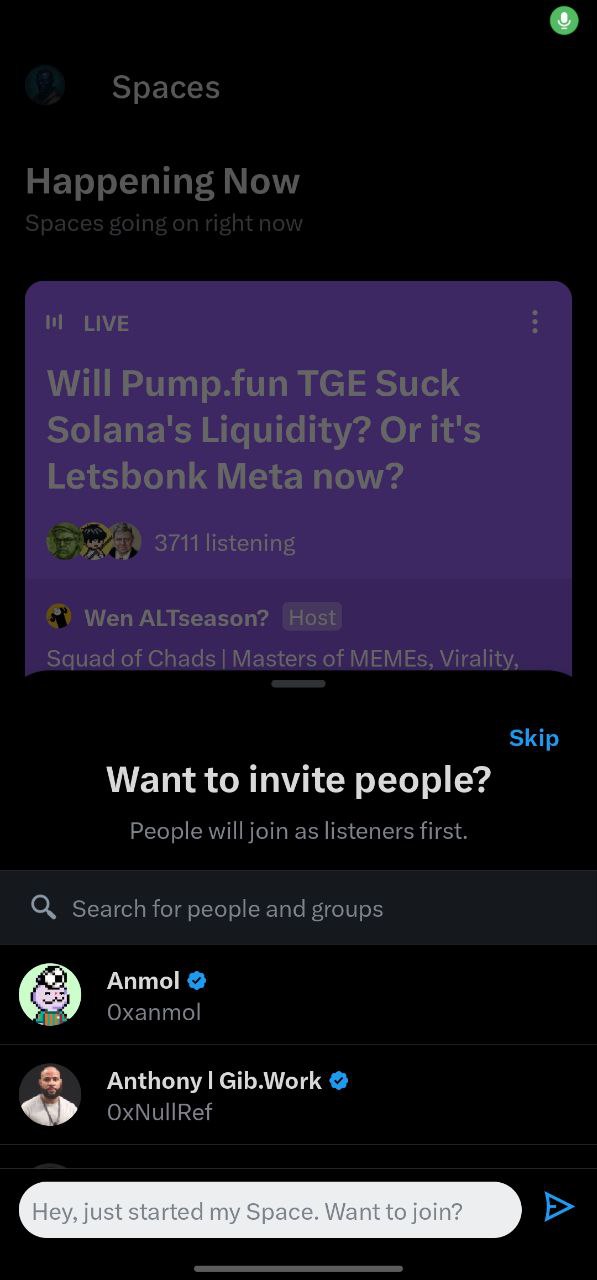 Spaces
Happening Now
Spaces going on right now
LIVE
Will Pump.fun TGE Suck
Solana's Liquidity? Or it's
Letsbonk Meta now?
3711 listening
Wen ALTseason? Host
Squad of Chads | Masters of MEMEs, Virality,
Skip
Want to invite people?
People will join as listeners first.
Search for people and groups
Anmol
0xanmol
Anthony | Gib.Work
0xNullRef
Hey, just started my Space. Want to join?